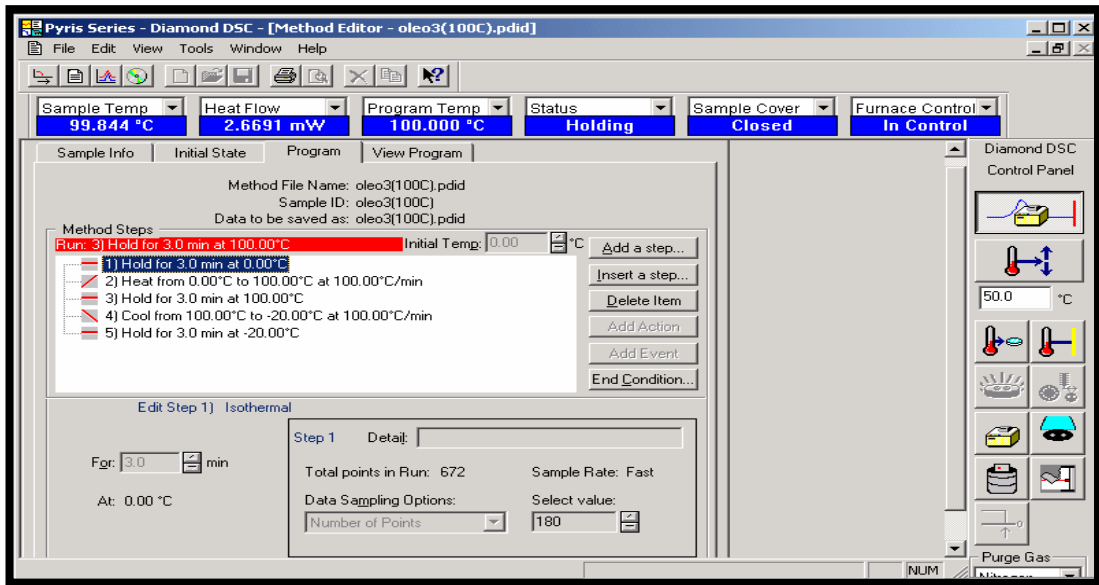 Pyris Series - Diamond DSC - [Method Editor - oleo3(100C).pdid]
File Edit View Tools Window Help
Sample Temp Heat Flow Program Temp Status Sample Cover Furnace Control
99.844 °C 2.6691 mW 100.000 °C Holding Closed In Control
Sample Info Initial State Program View Program
Method File Name: oleo3(100C).pdid
Sample ID: oleo3(100C)
Data to be saved as: oleo3(100C).pdid
Method Steps
Run: 3) Hold for 3.0 min at 100.00°C Initial Temp: 0.00 °C
1) Hold for 3.0 min at 0.00°C
2) Heat from 0.00°C to 100.00°C at 100.00°C/min
3) Hold for 3.0 min at 100.00°C
4) Cool from 100.00°C to -20.00°C at 100.00°C/min
5) Hold for 3.0 min at -20.00°C
Add a step...
Insert a step...
Delete Item
Add Action
Add Event
End Condition...
Edit Step 1) Isothermal
For: 3.0 min
At: 0.00 °C
Step 1 Detail:
Total points in Run: 672 Sample Rate: Fast
Data Sampling Options: Select value:
Number of Points 180
Diamond DSC
Control Panel
50.0 °C
Purge Gas
NUM